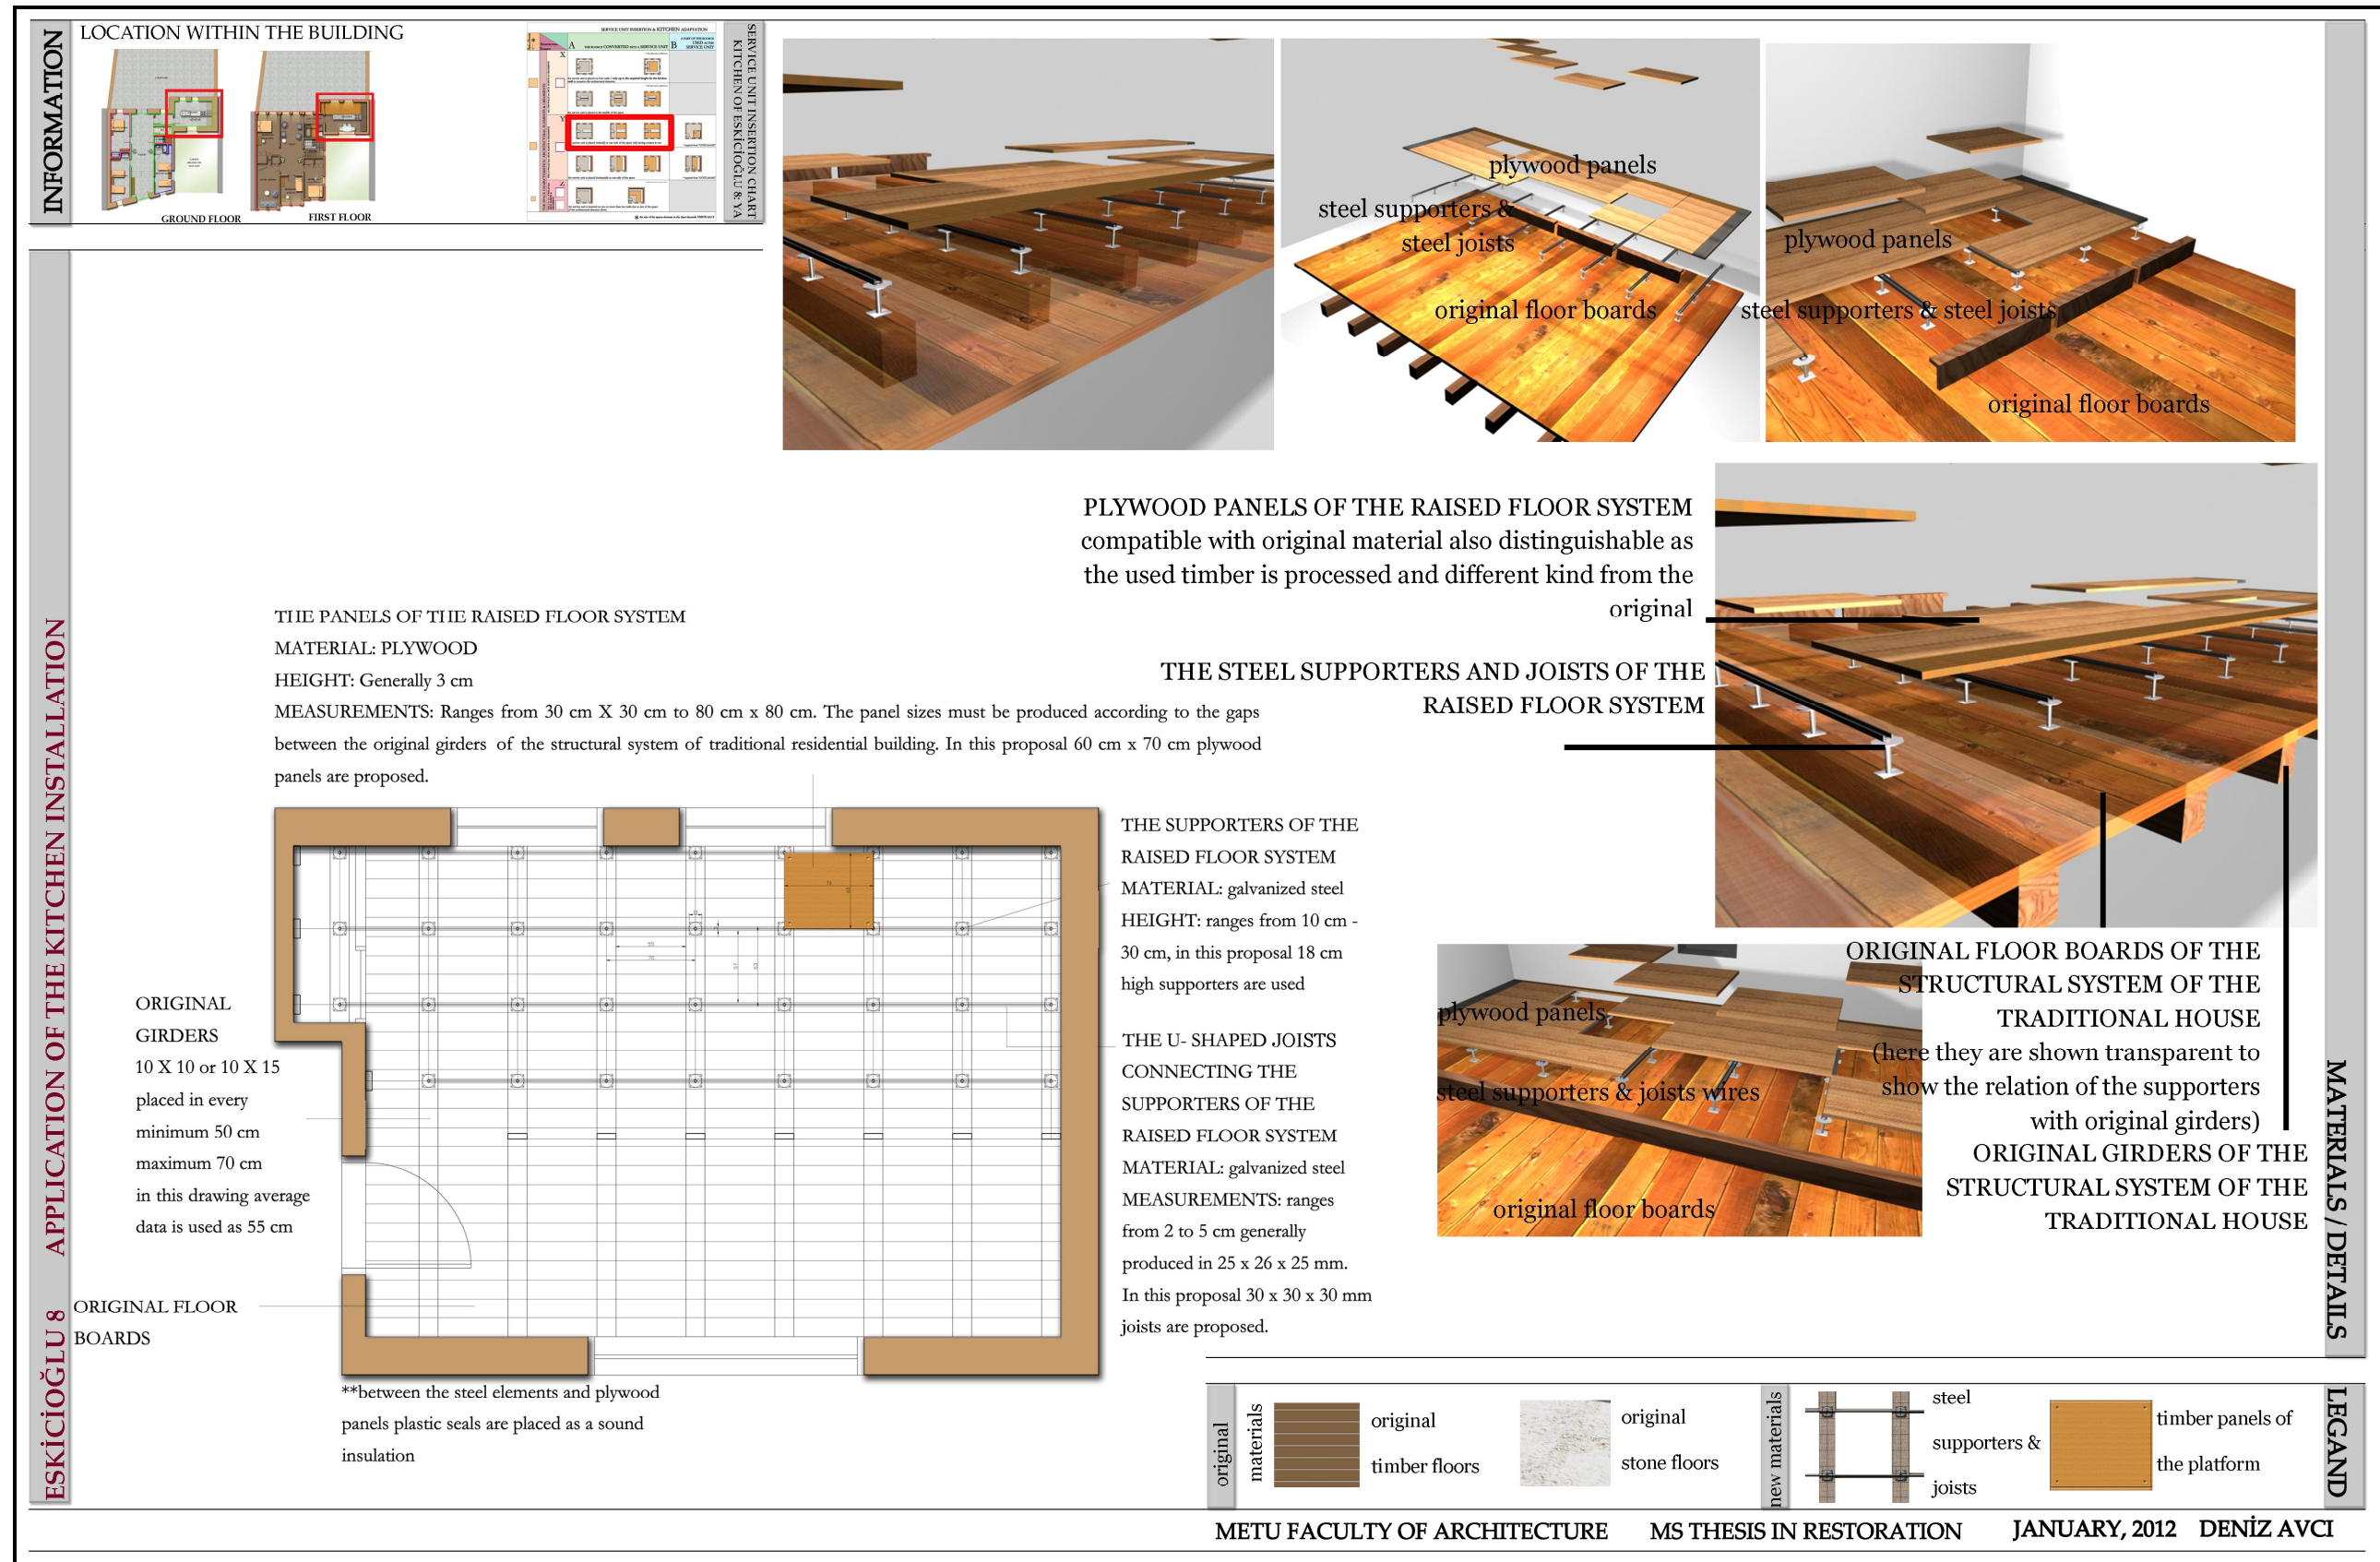 INFORMATION
LOCATION WITHIN THE BUILDING
GROUND FLOOR
FIRST FLOOR
SERVICE UNIT INSERTION & KITCHEN ADAPTATION
A
B
X
Y
Z
SERVICE UNIT INSERTION CHART
KITCHEN OF ESKİCİOĞLU 8: YA
plywood panels
steel supporters &
steel joists
original floor boards
plywood panels
steel supporters & steel joists
original floor boards
PLYWOOD PANELS OF THE RAISED FLOOR SYSTEM
compatible with original material also distinguishable as
the used timber is processed and different kind from the
original
THE STEEL SUPPORTERS AND JOISTS OF THE
RAISED FLOOR SYSTEM
THE PANELS OF THE RAISED FLOOR SYSTEM
MATERIAL: PLYWOOD
HEIGHT: Generally 3 cm
MEASUREMENTS: Ranges from 30 cm X 30 cm to 80 cm x 80 cm. The panel sizes must be produced according to the gaps
between the original girders of the structural system of traditional residential building. In this proposal 60 cm x 70 cm plywood
panels are proposed.
THE SUPPORTERS OF THE
RAISED FLOOR SYSTEM
MATERIAL: galvanized steel
HEIGHT: ranges from 10 cm -
30 cm, in this proposal 18 cm
high supporters are used
THE U- SHAPED JOISTS
CONNECTING THE
SUPPORTERS OF THE
RAISED FLOOR SYSTEM
MATERIAL: galvanized steel
MEASUREMENTS: ranges
from 2 to 5 cm generally
produced in 25 x 26 x 25 mm.
In this proposal 30 x 30 x 30 mm
joists are proposed.
55
70
ORIGINAL
GIRDERS
10 X 10 or 10 X 15
placed in every
minimum 50 cm
maximum 70 cm
in this drawing average
data is used as 55 cm
ORIGINAL FLOOR
BOARDS
**between the steel elements and plywood
panels plastic seals are placed as a sound
insulation
plywood panels
steel supporters & joists wires
original floor boards
ORIGINAL FLOOR BOARDS OF THE
STRUCTURAL SYSTEM OF THE
TRADITIONAL HOUSE
(here they are shown transparent to
show the relation of the supporters
with original girders)
ORIGINAL GIRDERS OF THE
STRUCTURAL SYSTEM OF THE
TRADITIONAL HOUSE
ESKİCİOĞLU 8 APPLICATION OF THE KITCHEN INSTALLATION
MATERIALS / DETAILS
LEGAND
original
materials
original
timber floors
original
stone floors
new materials
steel
supporters &
joists
timber panels of
the platform
METU FACULTY OF ARCHITECTURE MS THESIS IN RESTORATION JANUARY, 2012 DENİZ AVCI